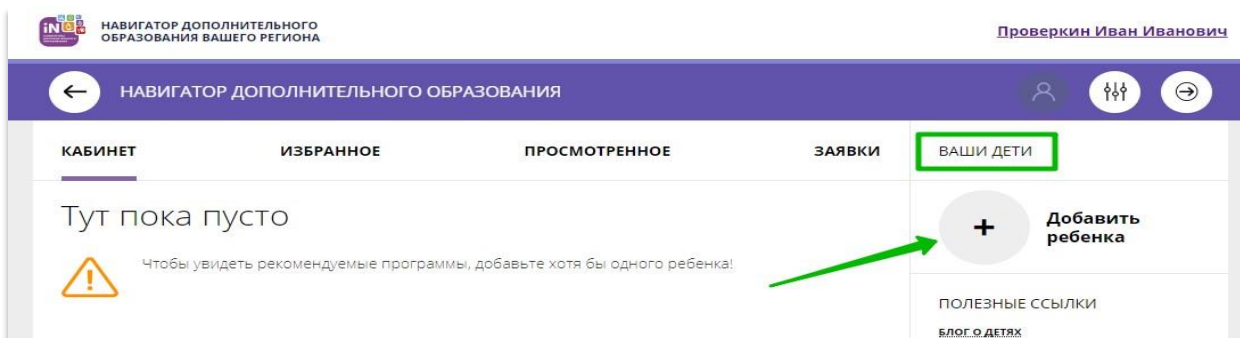 iNО
НАВИГАТОР ДОПОЛНИТЕЛЬНОГО
ОБРАЗОВАНИЯ ВАШЕГО РЕГИОНА
Проверкин Иван Иванович
НАВИГАТОР ДОПОЛНИТЕЛЬНОГО ОБРАЗОВАНИЯ
КАБИНЕТ ИЗБРАННОЕ ПРОСМОТРЕННОЕ ЗАЯВКИ ВАШИ ДЕТИ
Тут пока пусто
Чтобы увидеть рекомендуемые программы, добавьте хотя бы одного ребенка!
+ Добавить
ребенка
ПОЛЕЗНЫЕ ССЫЛКИ
БЛОГ О ДЕТЯХ